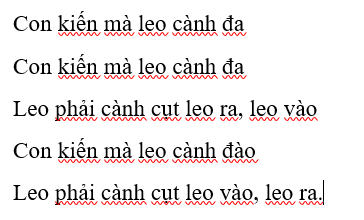 Con kiến mà leo cành đa
Con kiến mà leo cành đa
Leo phải cành cụt leo ra, leo vào
Con kiến mà leo cành đào
Leo phải cành cụt leo vào, leo ra.